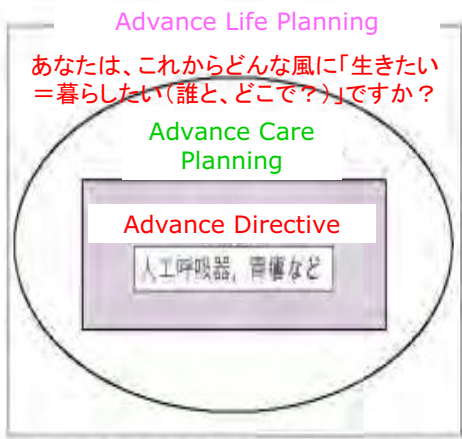 Advance Life Planning
あなたは、これからどんな風に「生きたい
＝暮らしたい（誰と、どこで？）」ですか？
Advance Care
Planning
Advance Directive
人工呼吸器，胃瘻など